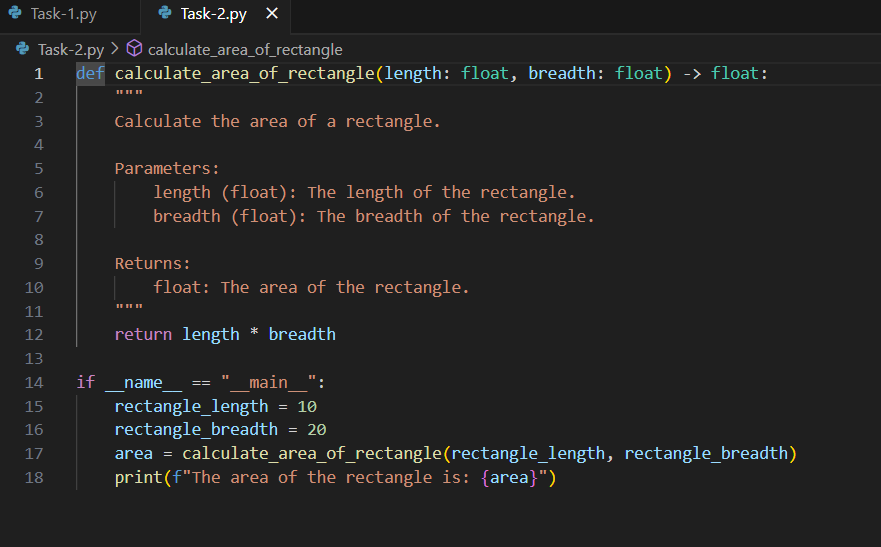 Task-1.py Task-2.py ×
Task-2.py > calculate_area_of_rectangle
1 def calculate_area_of_rectangle(length: float, breadth: float) -> float:
2     """
3     Calculate the area of a rectangle.
4
5     Parameters:
6         length (float): The length of the rectangle.
7         breadth (float): The breadth of the rectangle.
8
9     Returns:
10         float: The area of the rectangle.
11     """
12     return length * breadth
13
14 if __name__ == "__main__":
15     rectangle_length = 10
16     rectangle_breadth = 20
17     area = calculate_area_of_rectangle(rectangle_length, rectangle_breadth)
18     print(f"The area of the rectangle is: {area}")